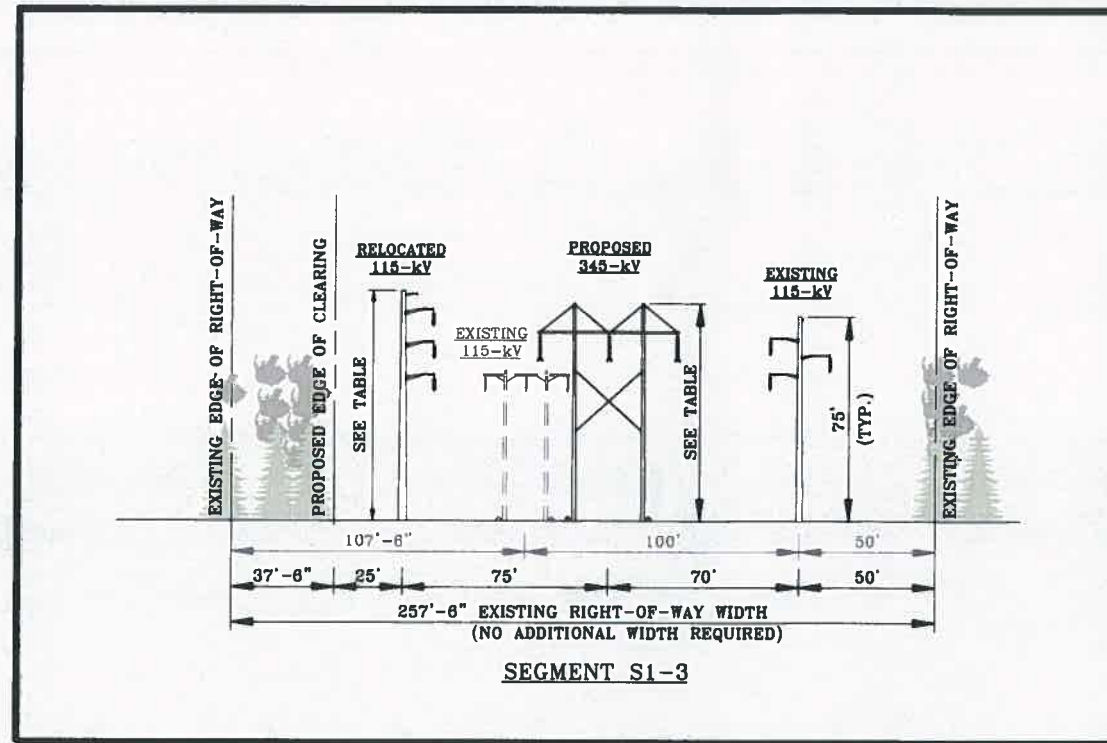 EXISTING EDGE OF RIGHT-OF-WAY
PROPOSED EDGE OF CLEARING
RELOCATED
115-kV
SEE TABLE
EXISTING
115-kV
PROPOSED
345-kV
SEE TABLE
EXISTING
115-kV
75'
(TYP.)
EXISTING EDGE OF RIGHT-OF-WAY
107'-6"
100'
50'
37'-6"
25'
75'
70'
50'
257'-6" EXISTING RIGHT-OF-WAY WIDTH
(NO ADDITIONAL WIDTH REQUIRED)
SEGMENT S1-3